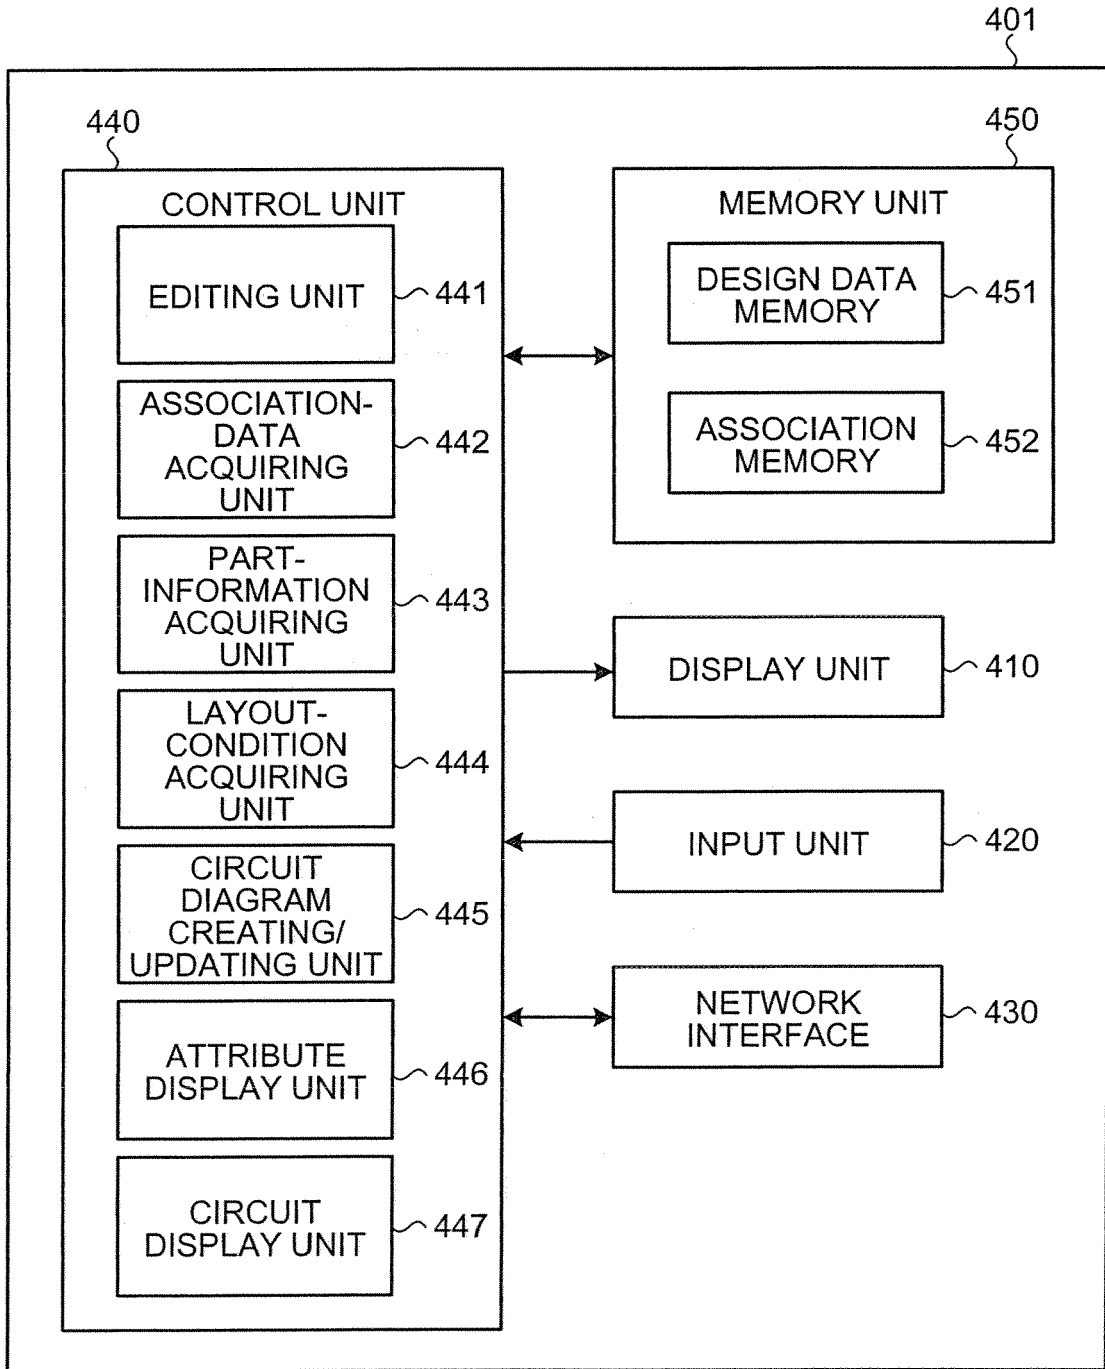 401
440
CONTROL UNIT
EDITING UNIT
441
ASSOCIATION-
DATA
ACQUIRING
UNIT
442
PART-
INFORMATION
ACQUIRING
UNIT
443
LAYOUT-
CONDITION
ACQUIRING
UNIT
444
CIRCUIT
DIAGRAM
CREATING/
UPDATING UNIT
445
ATTRIBUTE
DISPLAY UNIT
446
CIRCUIT
DISPLAY UNIT
447
450
MEMORY UNIT
DESIGN DATA
MEMORY
451
ASSOCIATION
MEMORY
452
DISPLAY UNIT
410
INPUT UNIT
420
NETWORK
INTERFACE
430